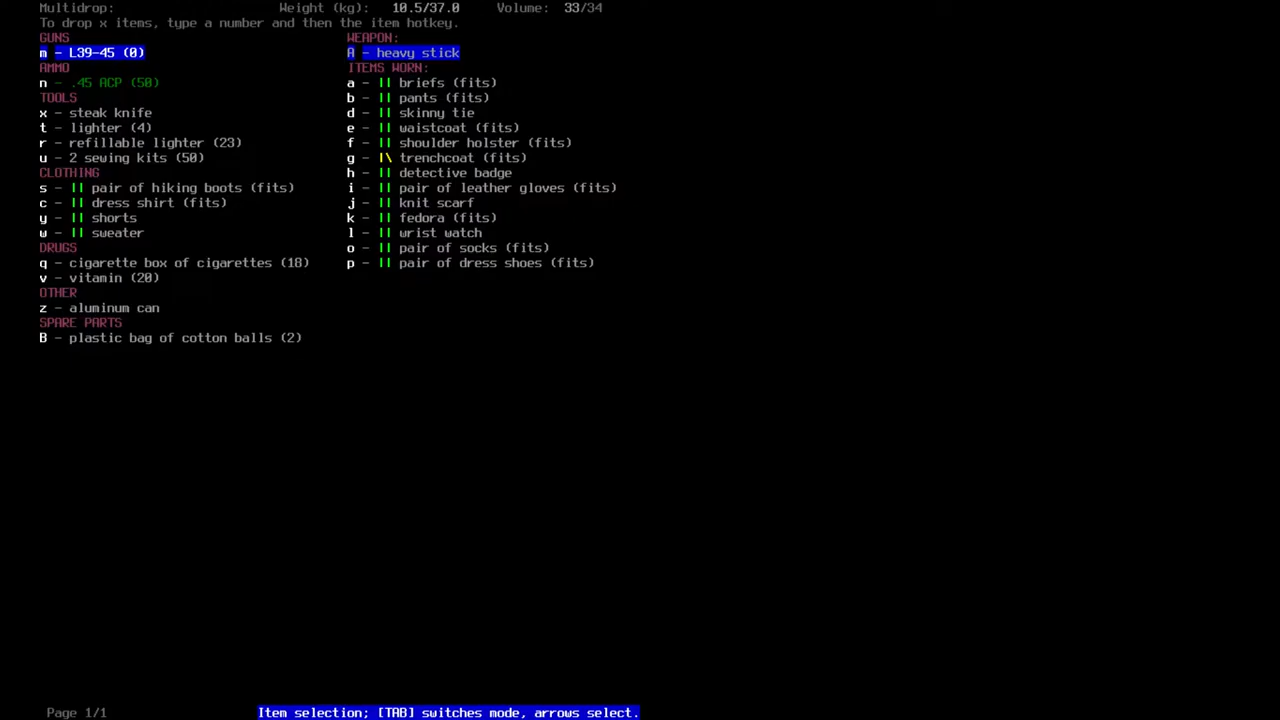 Multidrop: Weight (kg): 10.5/37.0 Volume: 33/34
To drop x items, type a number and then the item hotkey.
GUNS
m - L39-45 (0)
AMMO
n - .45 ACP (50)
TOOLS
x - steak knife
t - lighter (4)
r - refillable lighter (23)
u - 2 sewing kits (50)
CLOTHING
s - || pair of hiking boots (fits)
c - || dress shirt (fits)
y - || shorts
w - || sweater
DRUGS
q - cigarette box of cigarettes (18)
v - vitamin (20)
OTHER
z - aluminum can
SPARE PARTS
B - plastic bag of cotton balls (2)
WEAPON:
A - heavy stick
ITEMS WORN:
a - || briefs (fits)
b - || pants (fits)
d - || skinny tie
e - || waistcoat (fits)
f - || shoulder holster (fits)
g - |\ trenchcoat (fits)
h - || detective badge
i - || pair of leather gloves (fits)
j - || knit scarf
k - || fedora (fits)
l - || wrist watch
o - || pair of socks (fits)
p - || pair of dress shoes (fits)
Page 1/1 Item selection; [TAB] switches mode, arrows select.